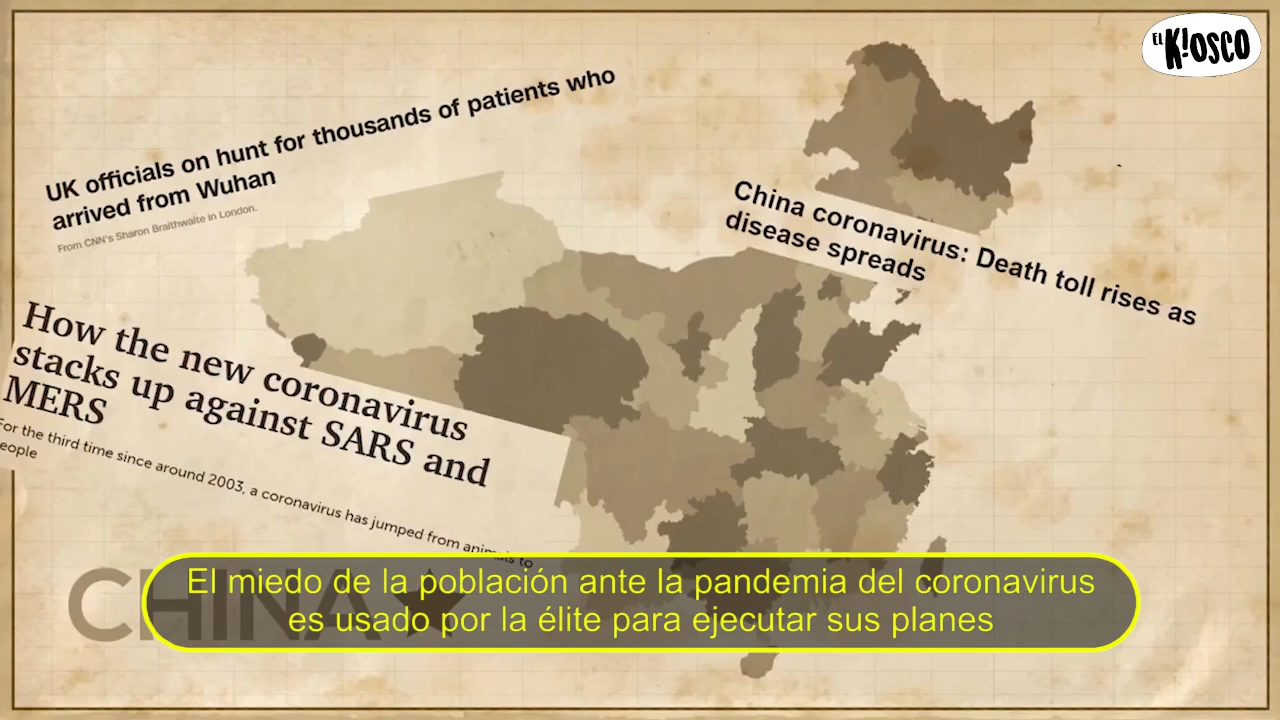 EL KIOSCO
UK officials on hunt for thousands of patients who
arrived from Wuhan
From CNN's Sharon Braithwaite in London.
China coronavirus: Death toll rises as
disease spreads
How the new coronavirus
stacks up against SARS and
MERS
For the third time since around 2003, a coronavirus has jumped from animals to
eople
CHINA
El miedo de la población ante la pandemia del coronavirus
es usado por la élite para ejecutar sus planes